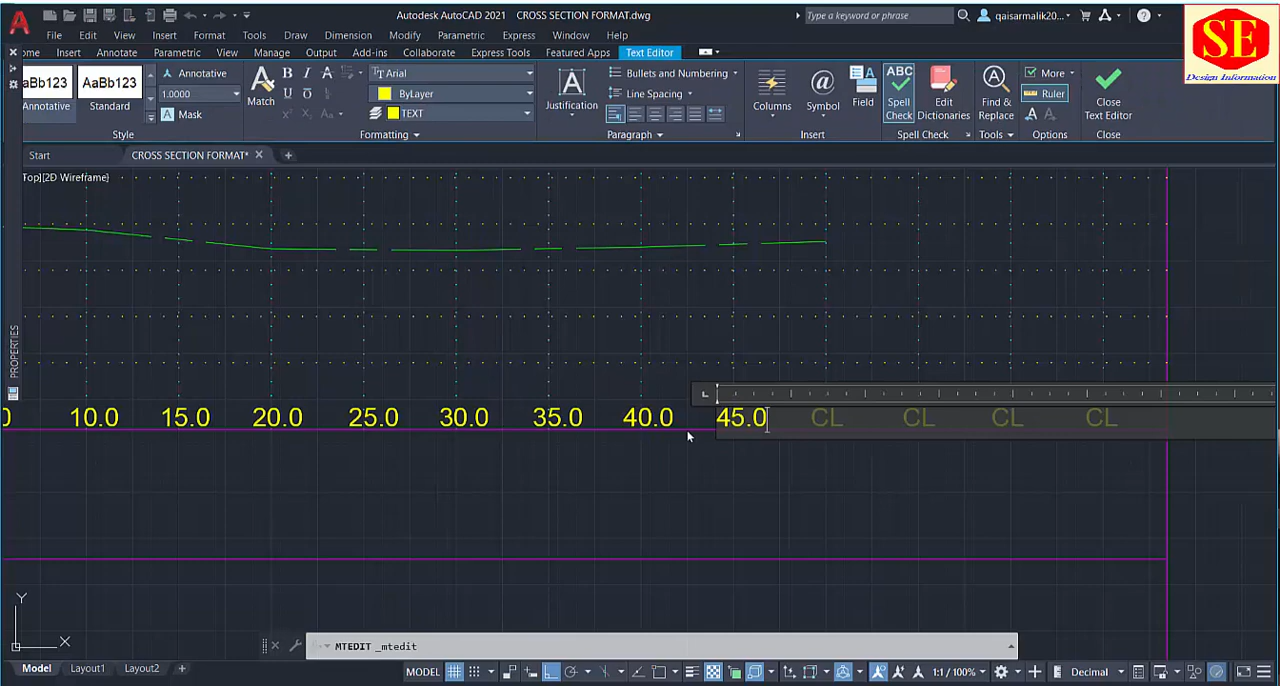 Autodesk AutoCAD 2021 CROSS SECTION FORMAT.dwg
Type a keyword or phrase
qaisarmalik20...
SE
Design Information
File Edit View Insert Format Tools Draw Dimension Modify Parametric Express Window Help
ome Insert Annotate Parametric View Manage Output Add-ins Collaborate Express Tools Featured Apps Text Editor
aBb123 AaBb123 Annotative Match B I A Arial Justification Bullets and Numbering Columns Symbol Field ABC Spell Check Edit Dictionaries Find & Replace More Close Text Editor
1.0000 U O ByLayer Line Spacing Ruler
Annotative Standard Mask TEXT
Style Formatting Paragraph Insert Spell Check Tools Options Close
Start CROSS SECTION FORMAT*
Top][2D Wireframe]
PROPERTIES
0 10.0 15.0 20.0 25.0 30.0 35.0 40.0 45.0 CL CL CL CL
Y
X
MTEDIT _mtedit
Model Layout1 Layout2 MODEL 1:1 / 100% Decimal